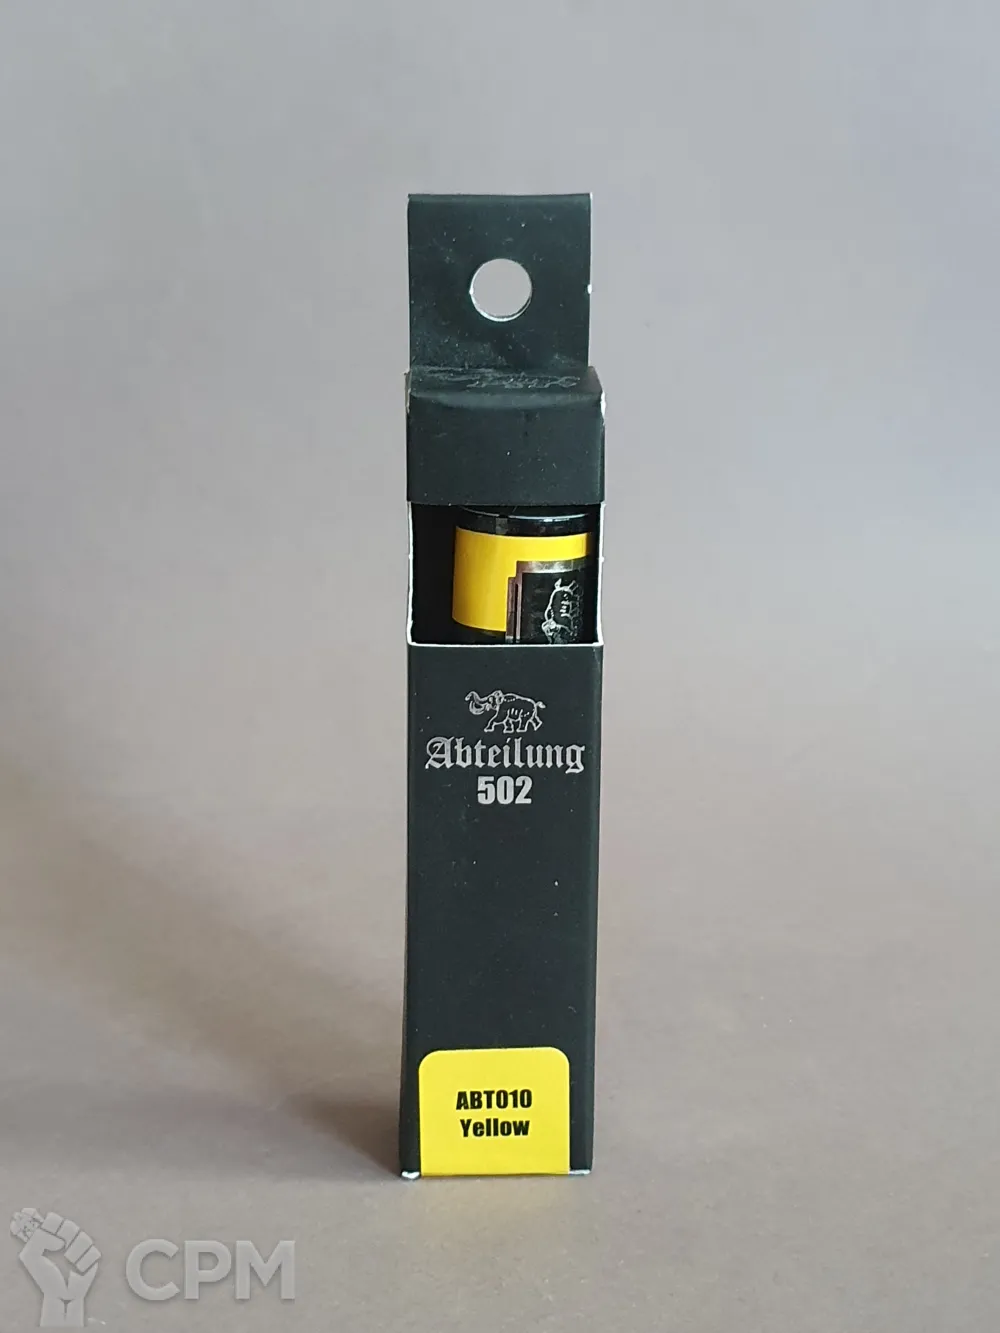 Abteilung
502
ABT010
Yellow
CPM